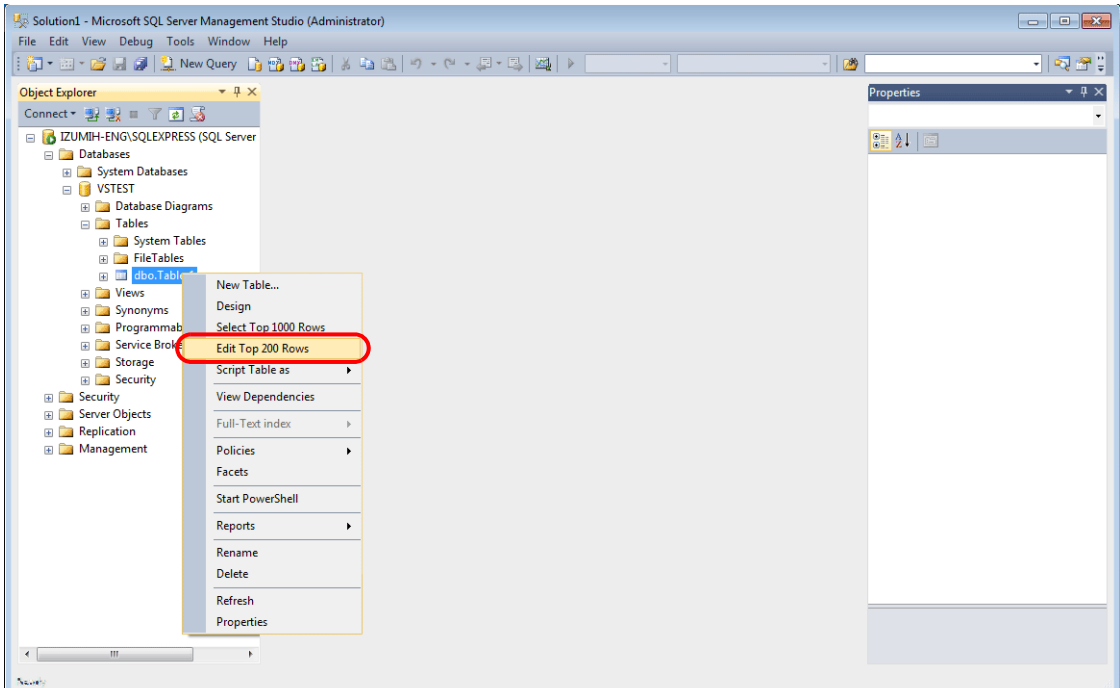 Solution1 - Microsoft SQL Server Management Studio (Administrator)
File Edit View Debug Tools Window Help
New Query
Object Explorer
Properties
Connect
IZUMIH-ENG\SQLEXPRESS (SQL Server
Databases
System Databases
VSTEST
Database Diagrams
Tables
System Tables
FileTables
dbo.Table
Views
Synonyms
Programmab
Service Broke
Storage
Security
Security
Server Objects
Replication
Management
New Table...
Design
Select Top 1000 Rows
Edit Top 200 Rows
Script Table as
View Dependencies
Full-Text index
Policies
Facets
Start PowerShell
Reports
Rename
Delete
Refresh
Properties